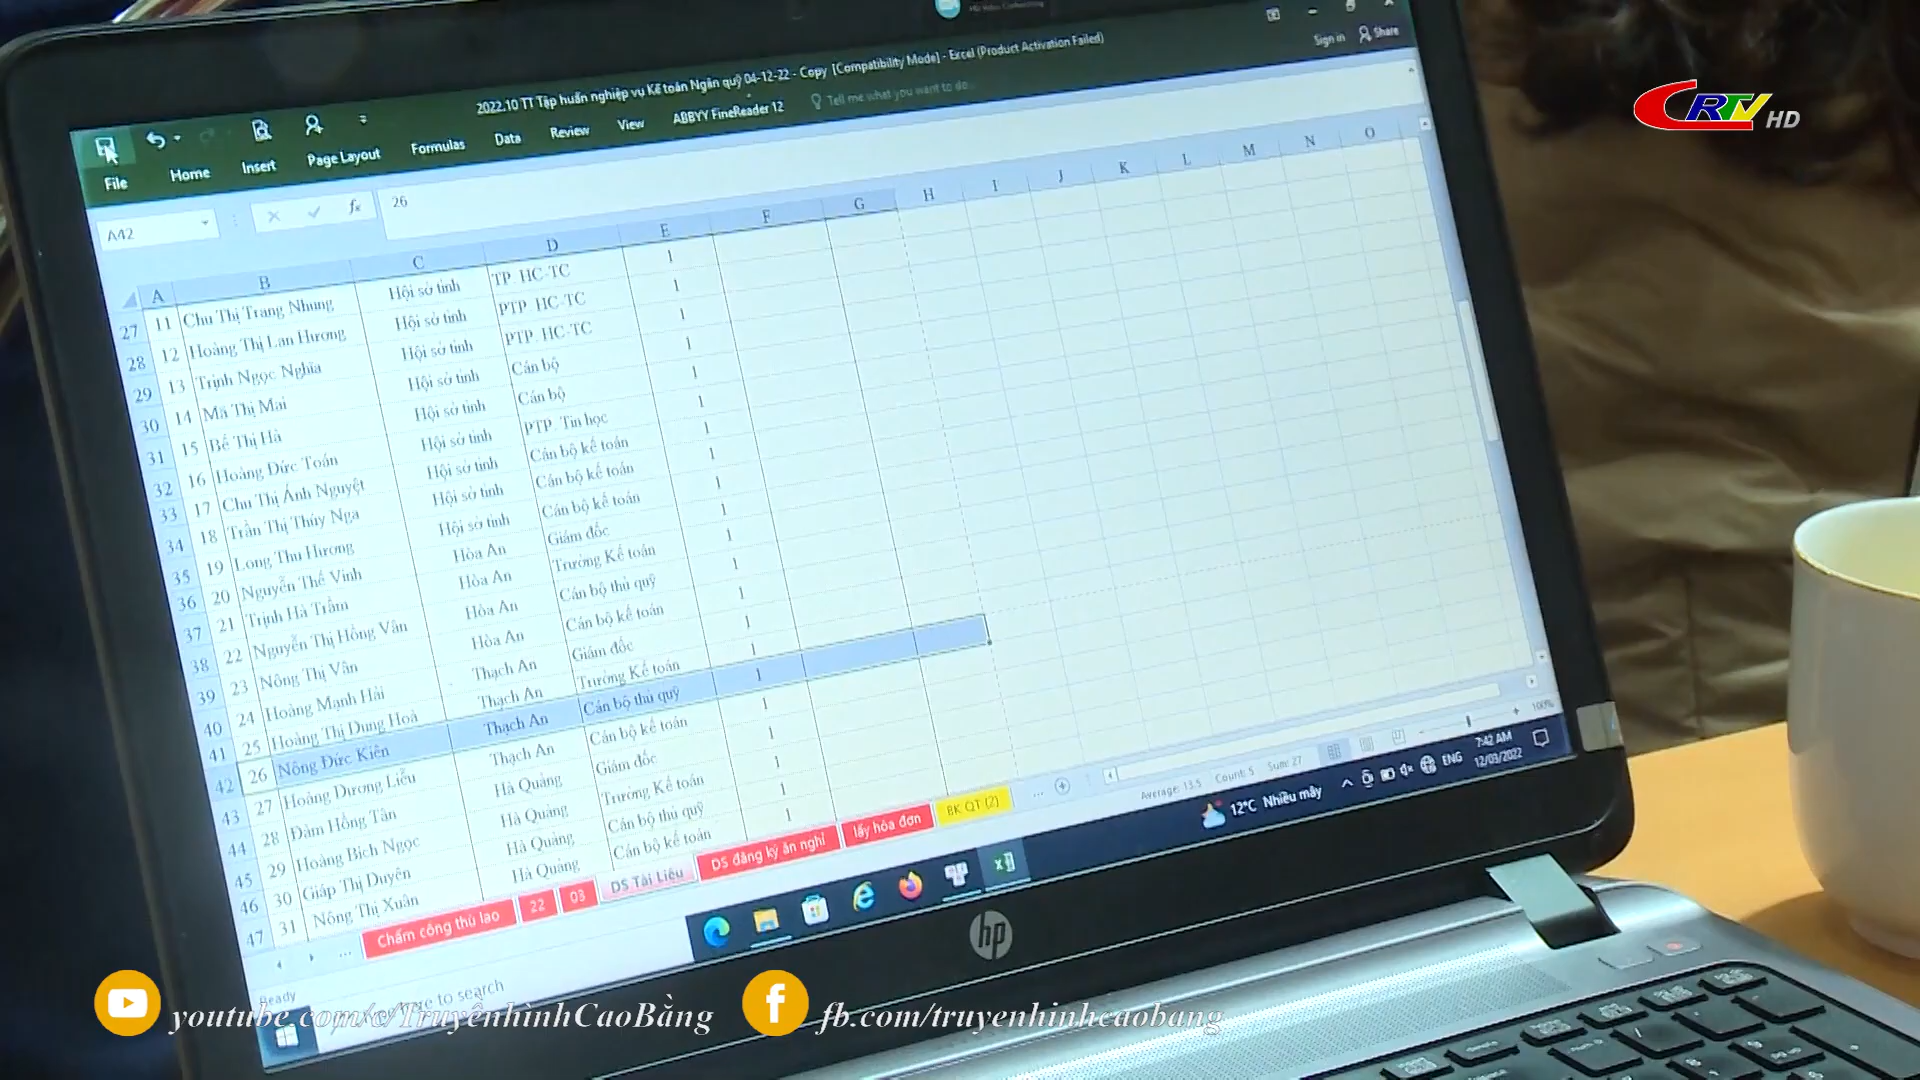 CRTV HD
2022.10 TT Tập huấn nghiệp vụ Kế toán Ngân quỹ 04-12-22 - Copy [Compatibility Mode] - Excel (Product Activation Failed)
Sign in Share
File Home Insert Page Layout Formulas Data Review View ABBYY FineReader 12 Tell me what you want to do...
A42 fx 26
A B C D E F G H I J K L M N O
27 11 Chu Thị Trang Nhung Hội sở tỉnh TP. HC-TC 1
28 12 Hoàng Thị Lan Hương Hội sở tỉnh PTP. HC-TC 1
29 13 Trịnh Ngọc Nghĩa Hội sở tỉnh PTP. HC-TC 1
30 14 Mã Thị Mai Hội sở tỉnh Cán bộ 1
31 15 Bế Thị Hà Hội sở tỉnh Cán bộ 1
32 16 Hoàng Đức Toán Hội sở tỉnh PTP. Tin học 1
33 17 Chu Thị Ánh Nguyệt Hội sở tỉnh Cán bộ kế toán 1
34 18 Trần Thị Thúy Nga Hội sở tỉnh Cán bộ kế toán 1
35 19 Long Thu Hương Hội sở tỉnh Cán bộ kế toán 1
36 20 Nguyễn Thế Vinh Hòa An Giám đốc 1
37 21 Trịnh Hà Trầm Hòa An Trưởng Kế toán 1
38 22 Nguyễn Thị Hồng Vân Hòa An Cán bộ thủ quỹ 1
39 23 Nông Thị Vân Hòa An Cán bộ kế toán 1
40 24 Hoàng Mạnh Hải Thạch An Giám đốc 1
41 25 Hoàng Thị Dung Hoà Thạch An Trưởng Kế toán 1
42 26 Nông Đức Kiên Thạch An Cán bộ thủ quỹ 1
43 27 Hoàng Dương Liễu Thạch An Cán bộ kế toán 1
44 28 Đàm Hồng Tân Hà Quảng Giám đốc 1
45 29 Hoàng Bích Ngọc Hà Quảng Trưởng Kế toán 1
46 30 Giáp Thị Duyên Hà Quảng Cán bộ thủ quỹ 1
47 31 Nông Thị Xuân Hà Quảng Cán bộ kế toán 1
... Chấm công thù lao 22 03 DS Tài Liệu DS đăng ký ăn nghỉ lấy hóa đơn BK QT (2) ...
Ready Average: 13.5 Count: 5 Sum: 27 100%
to search
12°C Nhiều mây ENG 7:42 AM
12/03/2022
hp
youtube.com/c/TruyềnhìnhCaoBằng
fb.com/truyenhinhcaobang